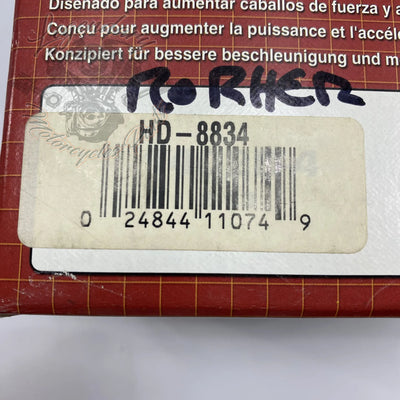 Diseñado para aumentar caballos de fuerza y a
Conçu pour augmenter la puissance et l'accélé
Konzipiert für bessere beschleunigung und m
RORHER
HD-8834
0 24844 11074 9